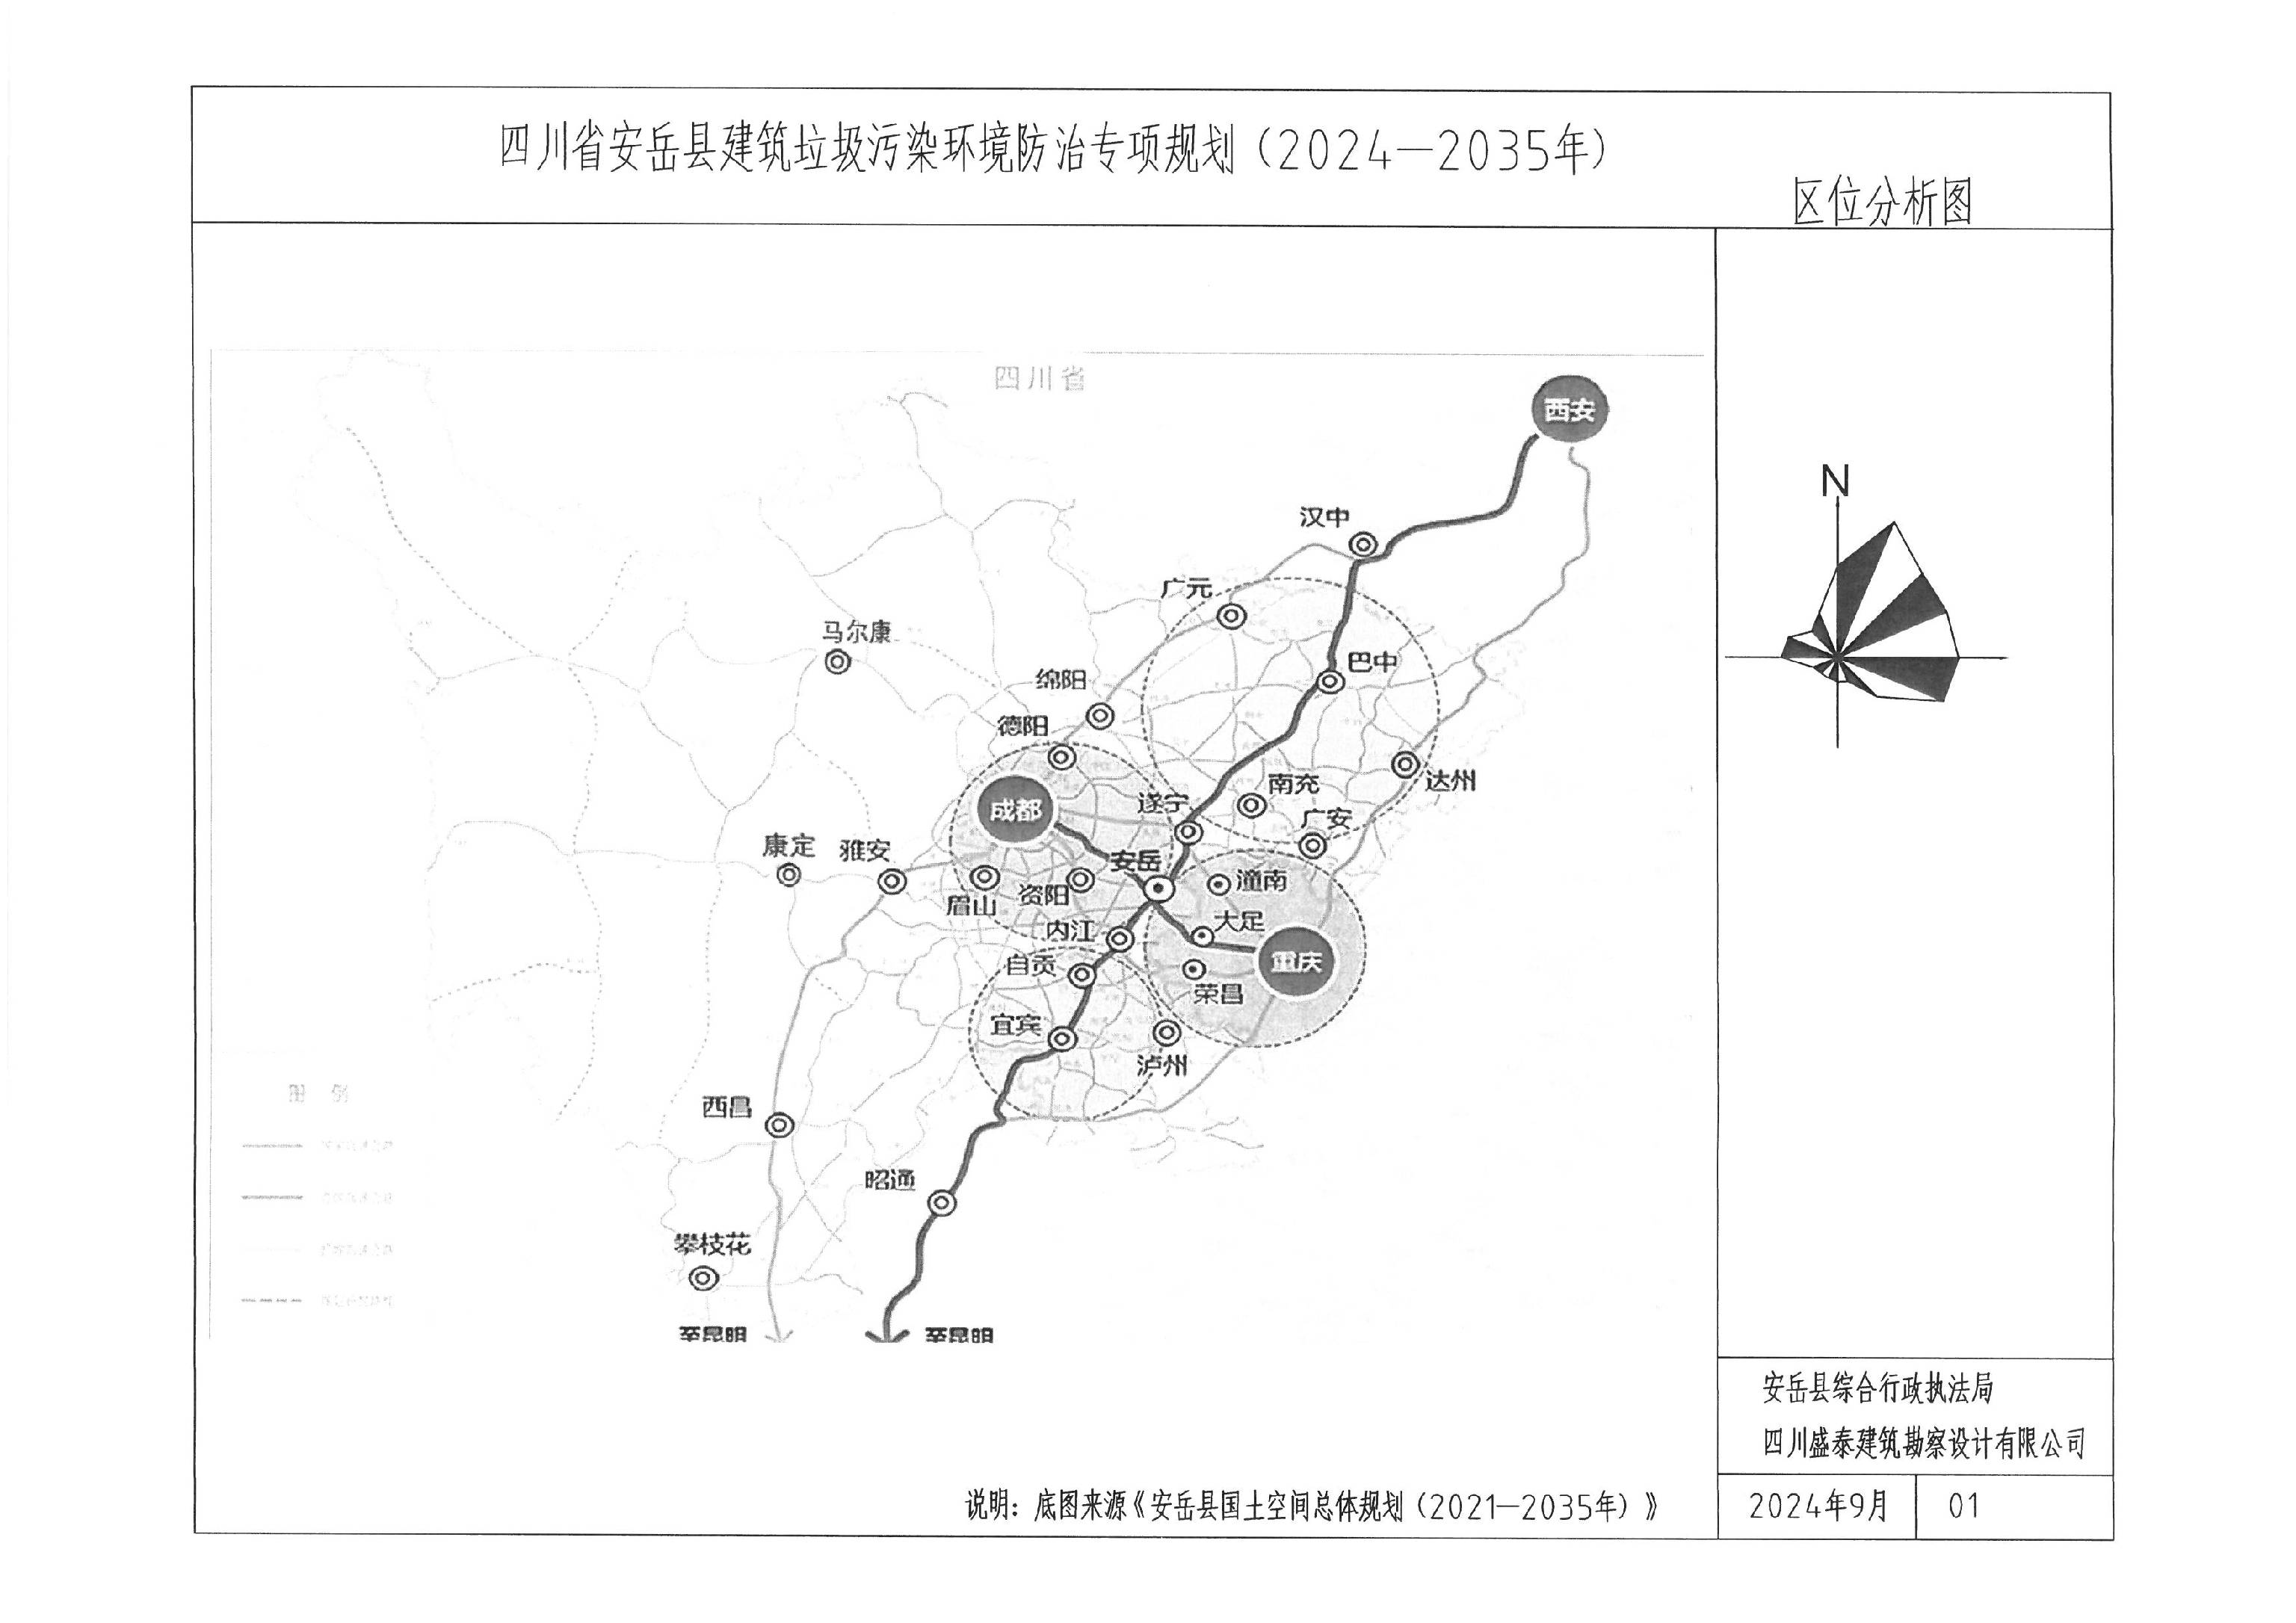 四川省安岳县建筑垃圾污染环境防治专项规划（2024—2035年）
区位分析图
四川省
西安
N
汉中
广元
马尔康
巴中
绵阳
德阳
达州
南充
成都
遂宁
广安
康定
雅安
安岳
潼南
资阳
眉山
大足
内江
重庆
自贡
荣昌
宜宾
泸州
图 例
西昌
昭通
攀枝花
至昆明
至昆明
安岳县综合行政执法局
四川盛泰建筑勘察设计有限公司
说明：底图来源《安岳县国土空间总体规划（2021—2035年）》
2024年9月
01